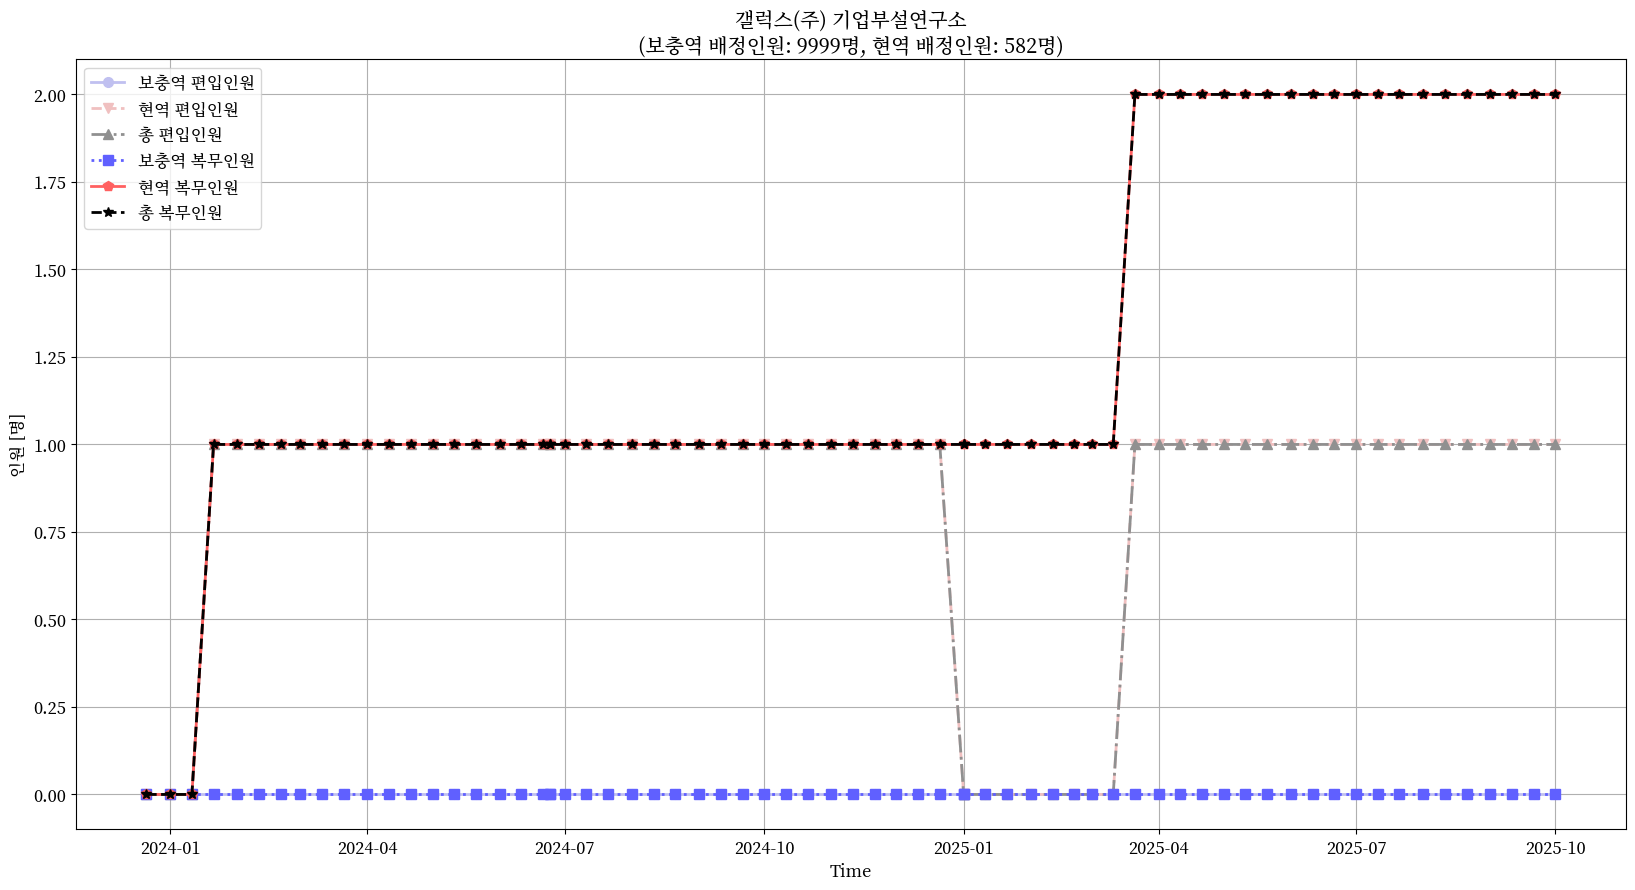 갤럭스(주) 기업부설연구소
(보충역 배정인원: 9999명, 현역 배정인원: 582명)
보충역 편입인원
현역 편입인원
총 편입인원
보충역 복무인원
현역 복무인원
총 복무인원
인원 [명]
2.00
1.75
1.50
1.25
1.00
0.75
0.50
0.25
0.00
2024-01 2024-04 2024-07 2024-10 2025-01 2025-04 2025-07 2025-10
Time